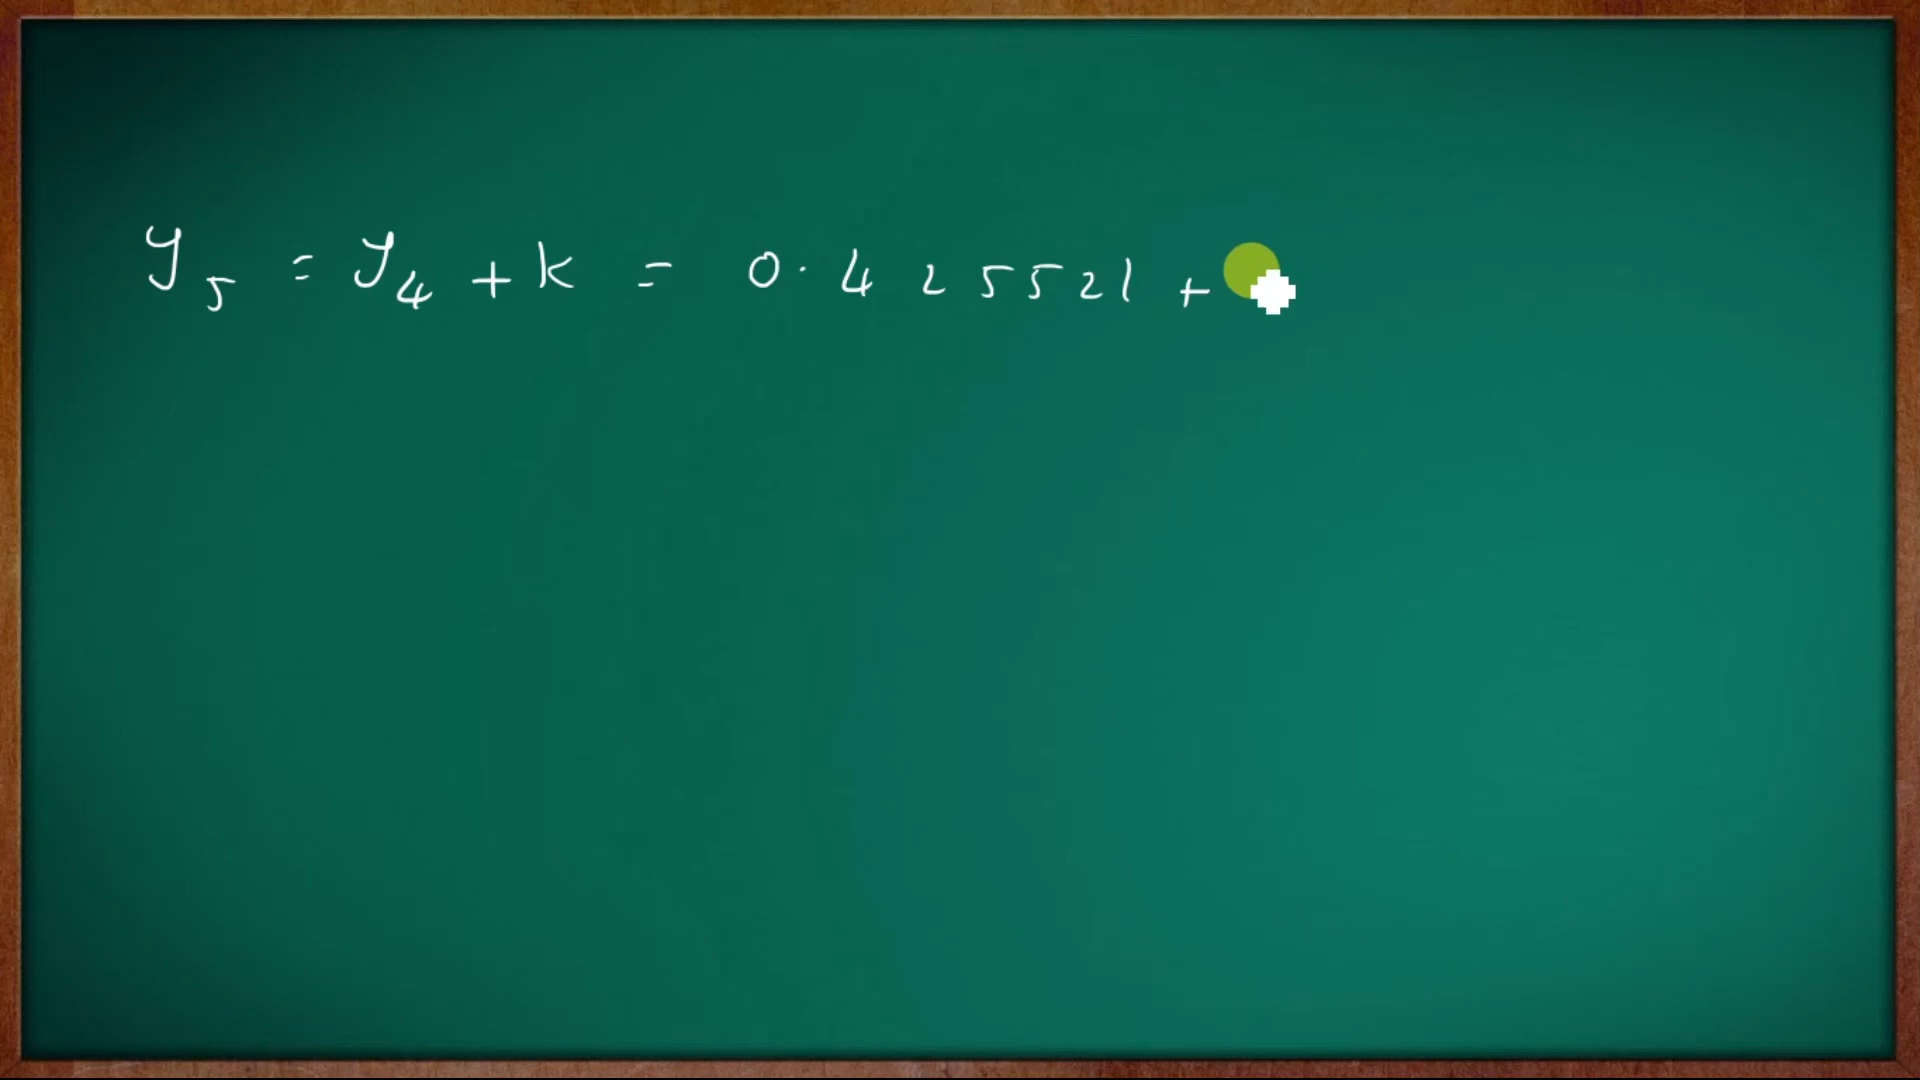 y₅ = y₄ + k = 0.425521 +